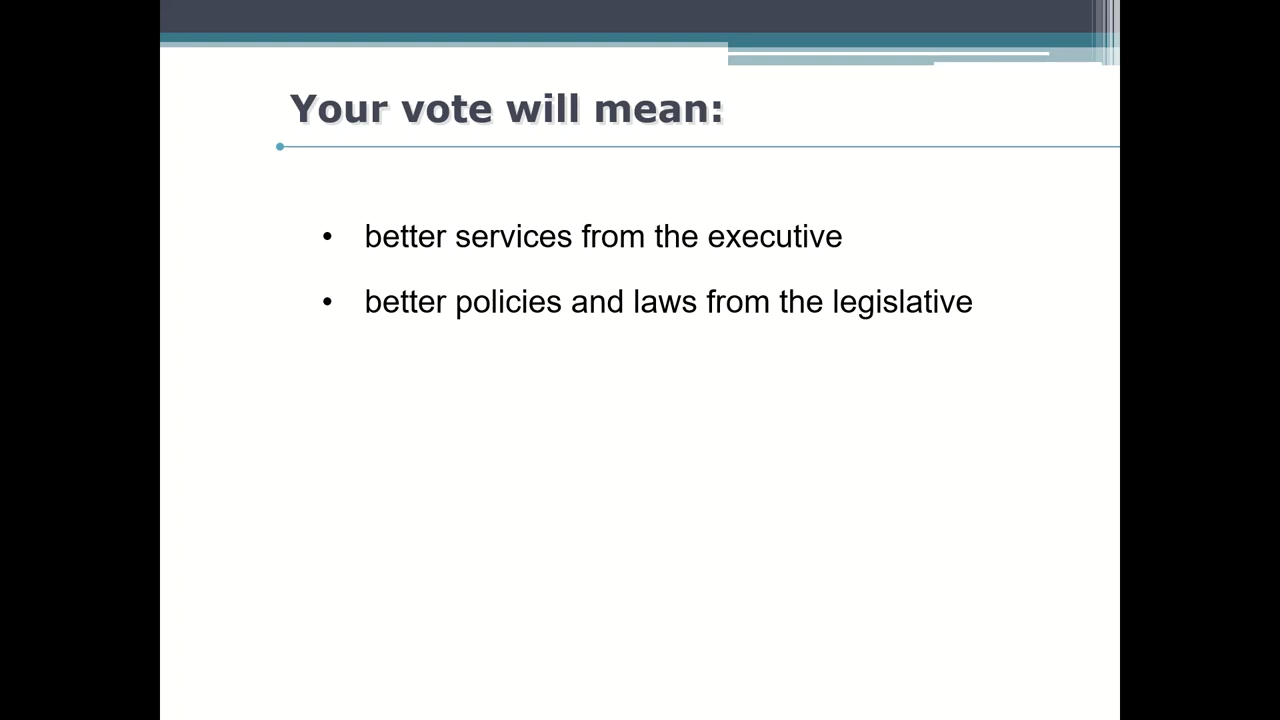 Your vote will mean:
• better services from the executive
• better policies and laws from the legislative